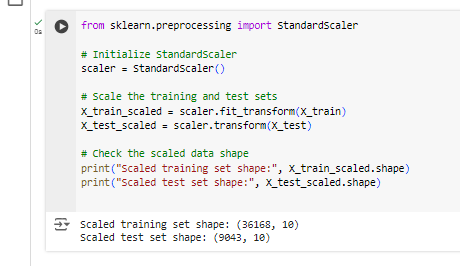 0s
from sklearn.preprocessing import StandardScaler
# Initialize StandardScaler
scaler = StandardScaler()
# Scale the training and test sets
X_train_scaled = scaler.fit_transform(X_train)
X_test_scaled = scaler.transform(X_test)
# Check the scaled data shape
print("Scaled training set shape:", X_train_scaled.shape)
print("Scaled test set shape:", X_test_scaled.shape)
Scaled training set shape: (36168, 10)
Scaled test set shape: (9043, 10)